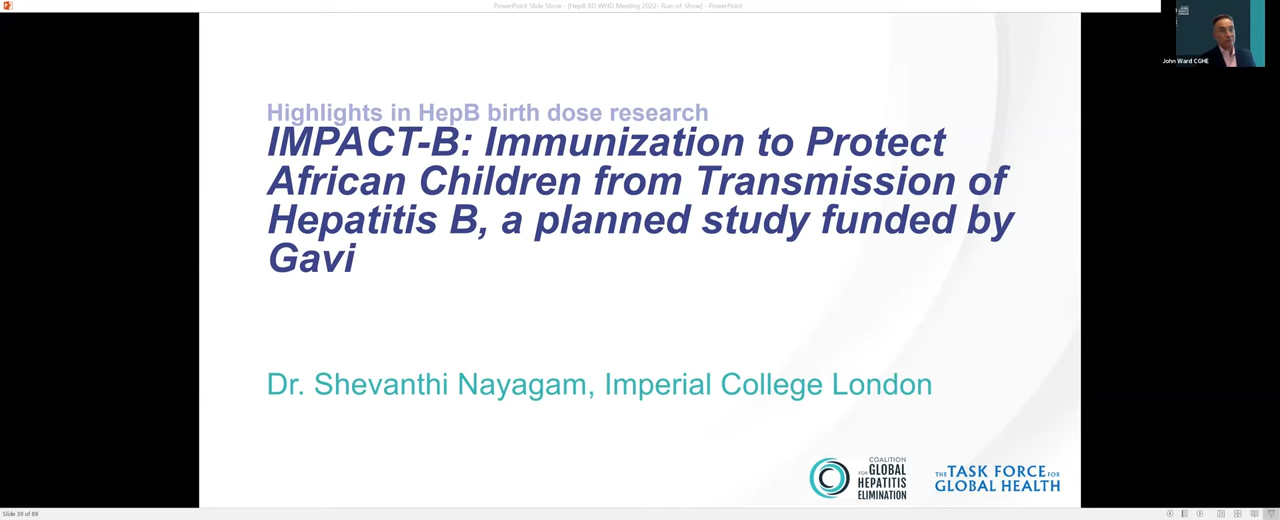 PowerPoint Slide Show - [HepB BD WHD Meeting 2022- Run-of-Show] - PowerPoint
John Ward CGHE
Highlights in HepB birth dose research
IMPACT-B: Immunization to Protect
African Children from Transmission of
Hepatitis B, a planned study funded by
Gavi
Dr. Shevanthi Nayagam, Imperial College London
COALITION
FOR GLOBAL
HEPATITIS
ELIMINATION
THE TASK FORCE FOR
GLOBAL HEALTH
Slide 39 of 89